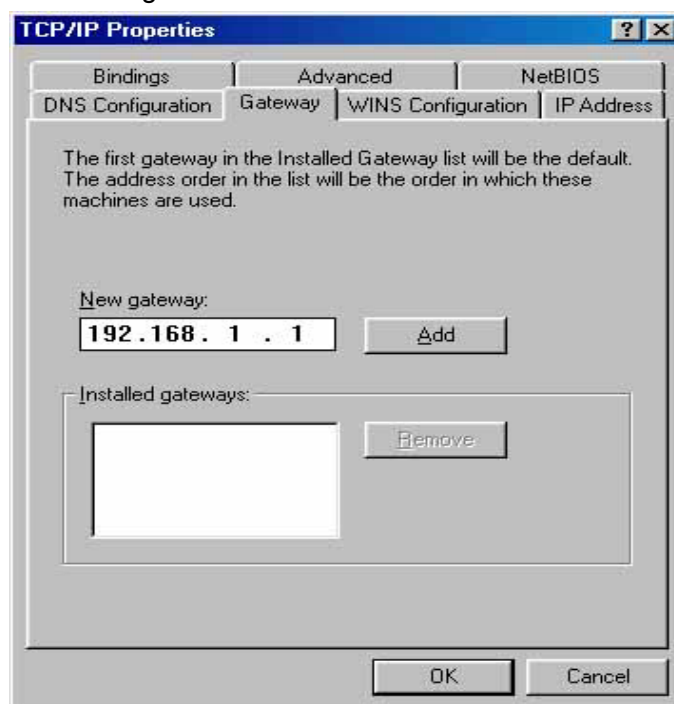 TCP/IP Properties
? ×
Bindings Advanced NetBIOS
DNS Configuration Gateway WINS Configuration IP Address
The first gateway in the Installed Gateway list will be the default.
The address order in the list will be the order in which these
machines are used.
New gateway:
192.168. 1 . 1 Add
Installed gateways:
Remove
OK Cancel